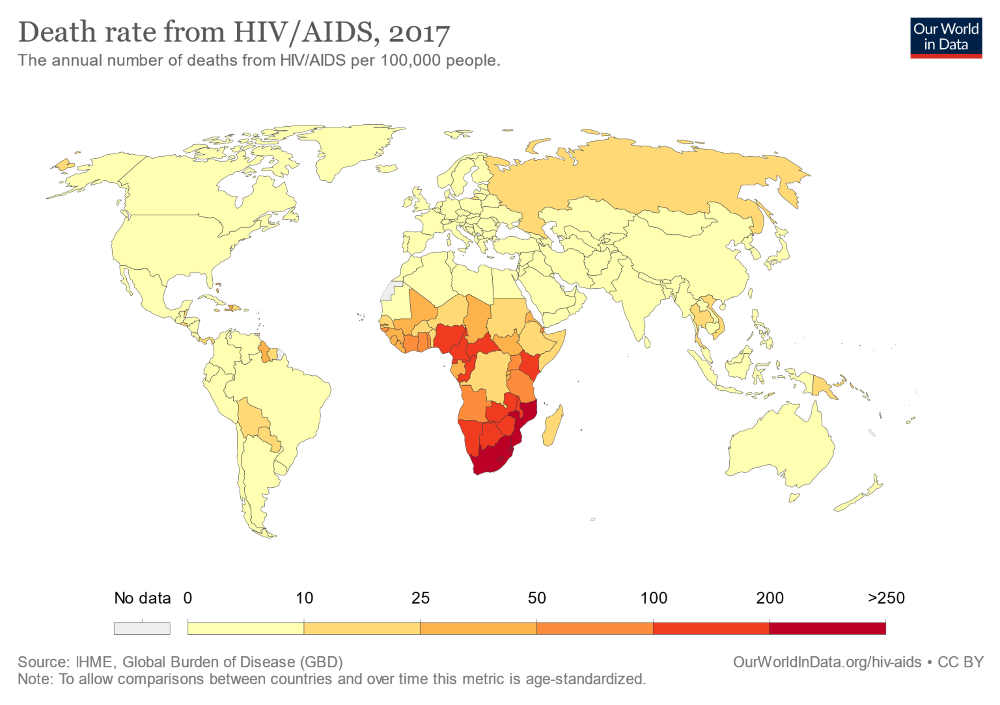 Death rate from HIV/AIDS, 2017
The annual number of deaths from HIV/AIDS per 100,000 people.
Our World
in Data
No data 0 10 25 50 100 200 >250
Source: IHME, Global Burden of Disease (GBD)
OurWorldInData.org/hiv-aids • CC BY
Note: To allow comparisons between countries and over time this metric is age-standardized.